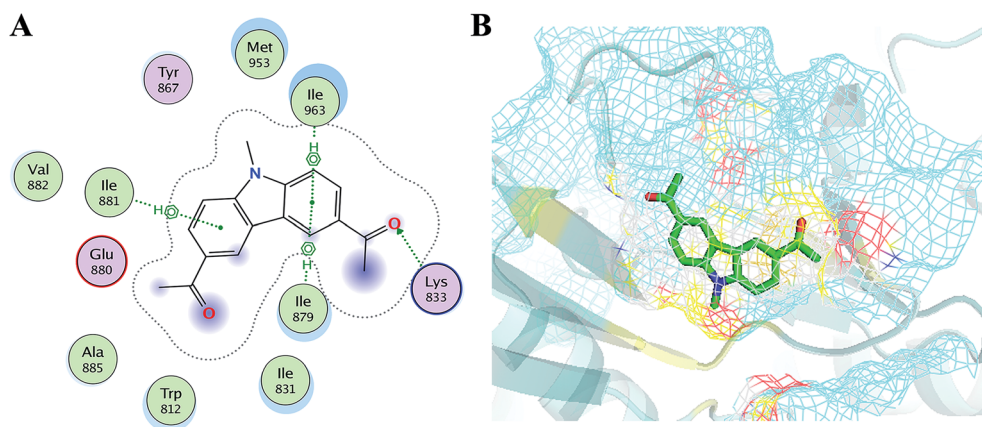 A
B
Met
953
Tyr
867
Ile
963
H
Val
882
Ile
881
H
N
O
Glu
880
H
Lys
833
Ile
879
O
Ala
885
Ile
831
Trp
812